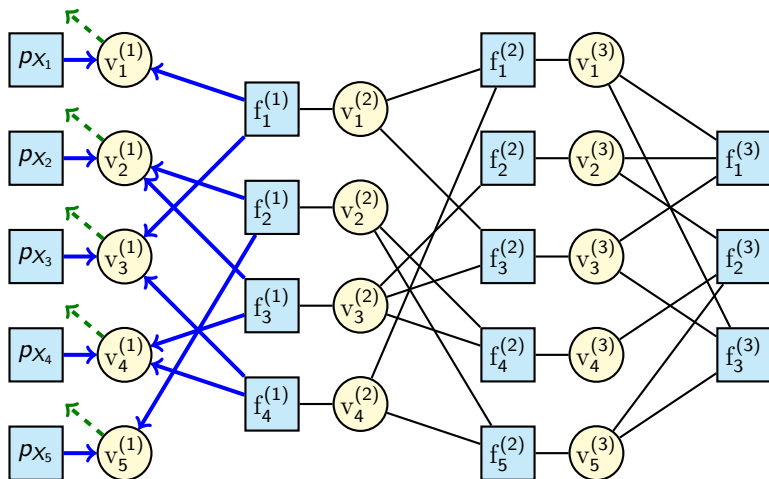 p_{X_1} v_1^{(1)} f_1^{(2)} v_1^{(3)}
f_1^{(1)} v_1^{(2)}
p_{X_2} v_2^{(1)} f_2^{(2)} v_2^{(3)} f_1^{(3)}
f_2^{(1)} v_2^{(2)}
p_{X_3} v_3^{(1)} f_3^{(2)} v_3^{(3)} f_2^{(3)}
f_3^{(1)} v_3^{(2)}
p_{X_4} v_4^{(1)} f_4^{(2)} v_4^{(3)} f_3^{(3)}
f_4^{(1)} v_4^{(2)}
p_{X_5} v_5^{(1)} f_5^{(2)} v_5^{(3)}